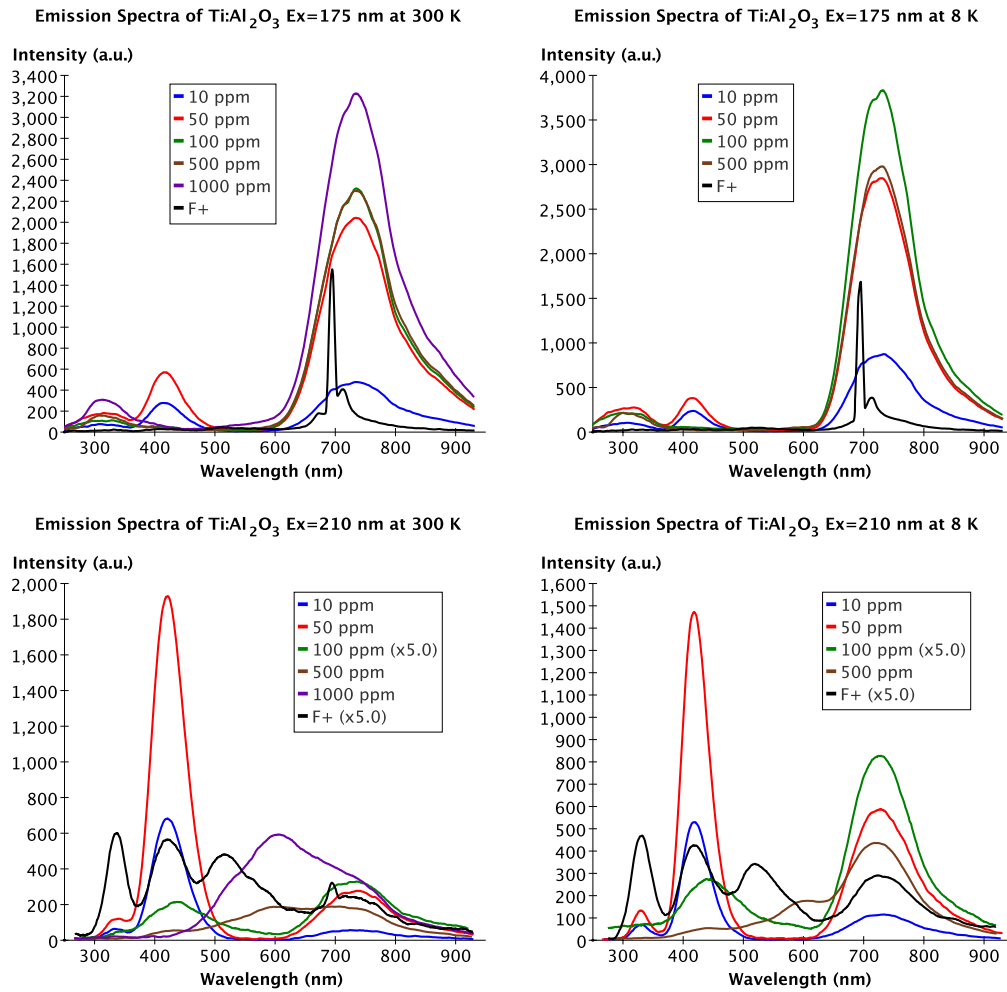 Emission Spectra of Ti:Al2O3 Ex=175 nm at 300 K
Intensity (a.u.)
3,400
3,200
3,000
2,800
2,600
2,400
2,200
2,000
1,800
1,600
1,400
1,200
1,000
800
600
400
200
0
10 ppm
50 ppm
100 ppm
500 ppm
1000 ppm
F+
300 400 500 600 700 800 900
Wavelength (nm)
Emission Spectra of Ti:Al2O3 Ex=175 nm at 8 K
Intensity (a.u.)
4,000
3,500
3,000
2,500
2,000
1,500
1,000
500
0
10 ppm
50 ppm
100 ppm
500 ppm
F+
300 400 500 600 700 800 900
Wavelength (nm)
Emission Spectra of Ti:Al2O3 Ex=210 nm at 300 K
Intensity (a.u.)
2,000
1,800
1,600
1,400
1,200
1,000
800
600
400
200
0
10 ppm
50 ppm
100 ppm (x5.0)
500 ppm
1000 ppm
F+ (x5.0)
300 400 500 600 700 800 900
Wavelength (nm)
Emission Spectra of Ti:Al2O3 Ex=210 nm at 8 K
Intensity (a.u.)
1,600
1,500
1,400
1,300
1,200
1,100
1,000
900
800
700
600
500
400
300
200
100
0
10 ppm
50 ppm
100 ppm (x5.0)
500 ppm
F+ (x5.0)
300 400 500 600 700 800 900
Wavelength (nm)